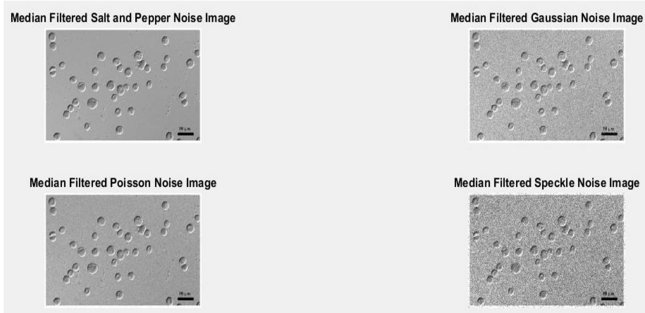 Median Filtered Salt and Pepper Noise Image
Median Filtered Gaussian Noise Image
Median Filtered Poisson Noise Image
Median Filtered Speckle Noise Image